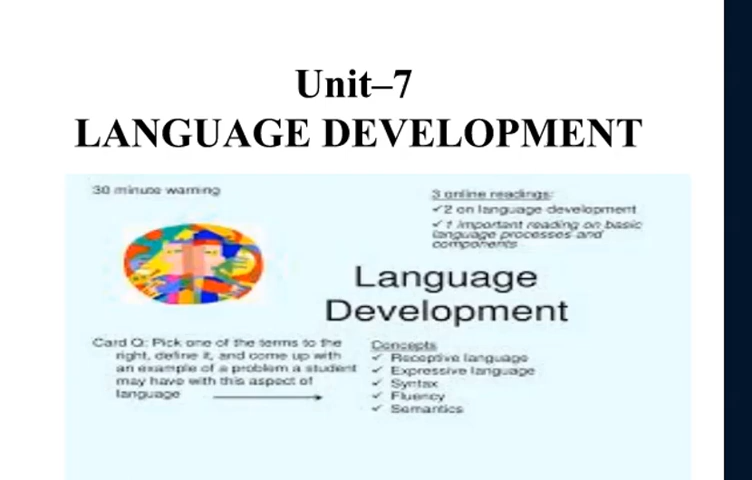 Unit–7
LANGUAGE DEVELOPMENT
30 minute warning
3 online readings:
✓2 on language development
✓1 important reading on basic
language processes and
components
Language
Development
Card Q: Pick one of the terms to the
right, define it, and come up with
an example of a problem a student
may have with this aspect of
language
Concepts
✓ Receptive language
✓ Expressive language
✓ Syntax
✓ Fluency
✓ Semantics